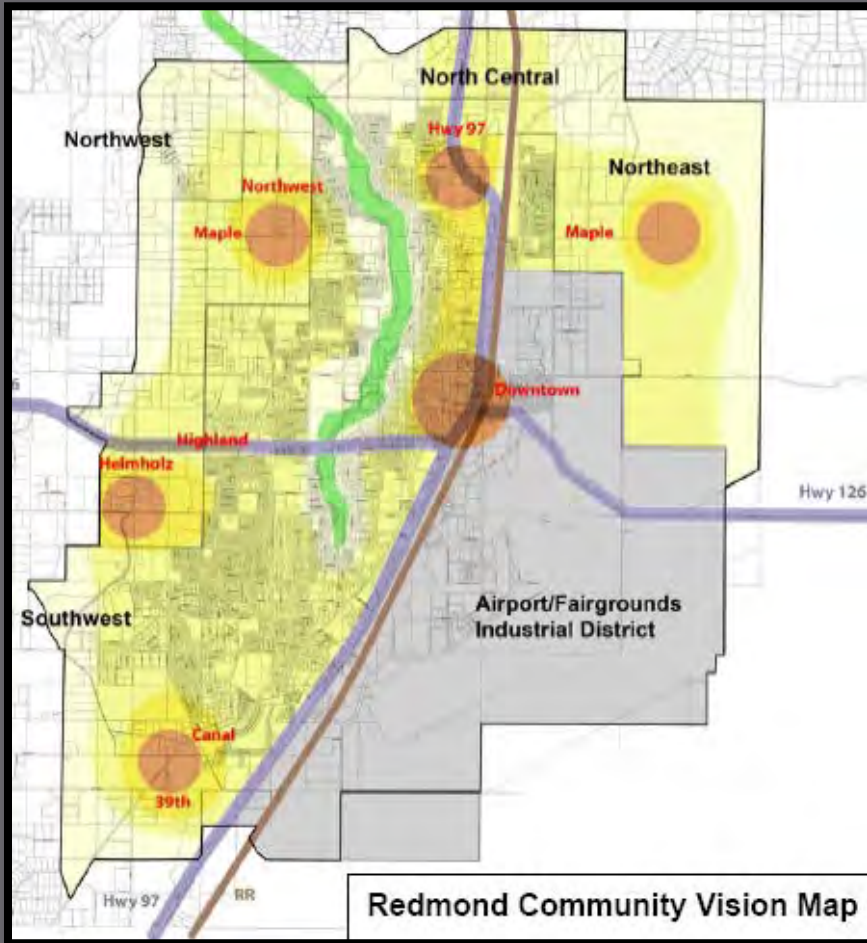 North Central
Hwy 97
Northwest
Northeast
Northwest
Maple
Maple
Downtown
6
Highland
Helmholz
Hwy 126
Airport/Fairgrounds
Industrial District
Southwest
Canal
39th
Hwy 97
RR
Redmond Community Vision Map